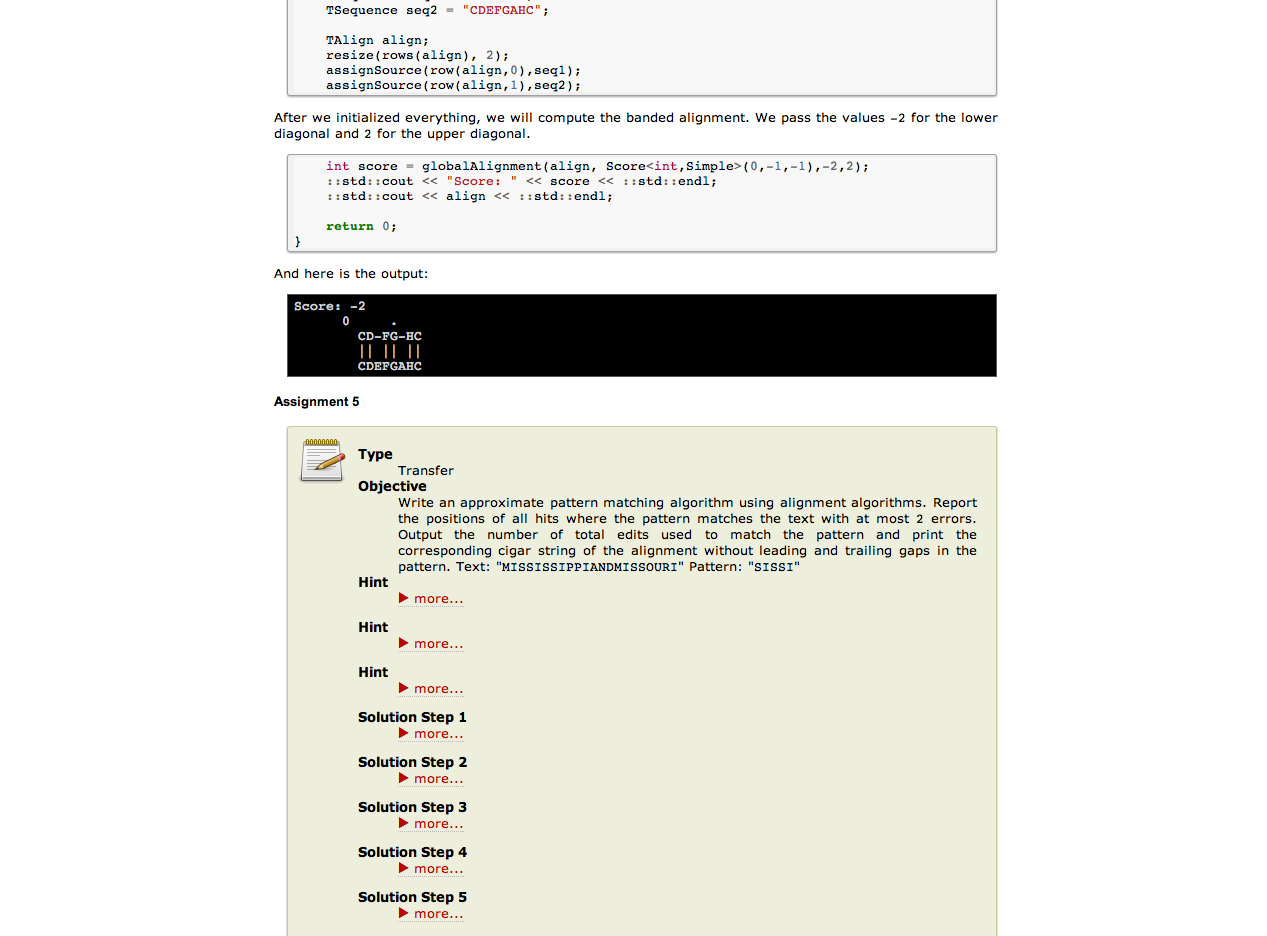 TSequence seq2 = "CDEFGAHC";
TAlign align;
resize(rows(align), 2);
assignSource(row(align,0),seq1);
assignSource(row(align,1),seq2);
After we initialized everything, we will compute the banded alignment. We pass the values -2 for the lower
diagonal and 2 for the upper diagonal.
int score = globalAlignment(align, Score<int,Simple>(0,-1,-1),-2,2);
::std::cout << "Score: " << score << ::std::endl;
::std::cout << align << ::std::endl;
return 0;
}
And here is the output:
Score: -2
0     .
CD-FG-HC
|| || ||
CDEFGAHC
Assignment 5
Type
Transfer
Objective
Write an approximate pattern matching algorithm using alignment algorithms. Report
the positions of all hits where the pattern matches the text with at most 2 errors.
Output the number of total edits used to match the pattern and print the
corresponding cigar string of the alignment without leading and trailing gaps in the
pattern. Text: "MISSISSIPPIANDMISSOURI" Pattern: "SISSI"
Hint
▶ more...
Hint
▶ more...
Hint
▶ more...
Solution Step 1
▶ more...
Solution Step 2
▶ more...
Solution Step 3
▶ more...
Solution Step 4
▶ more...
Solution Step 5
▶ more...